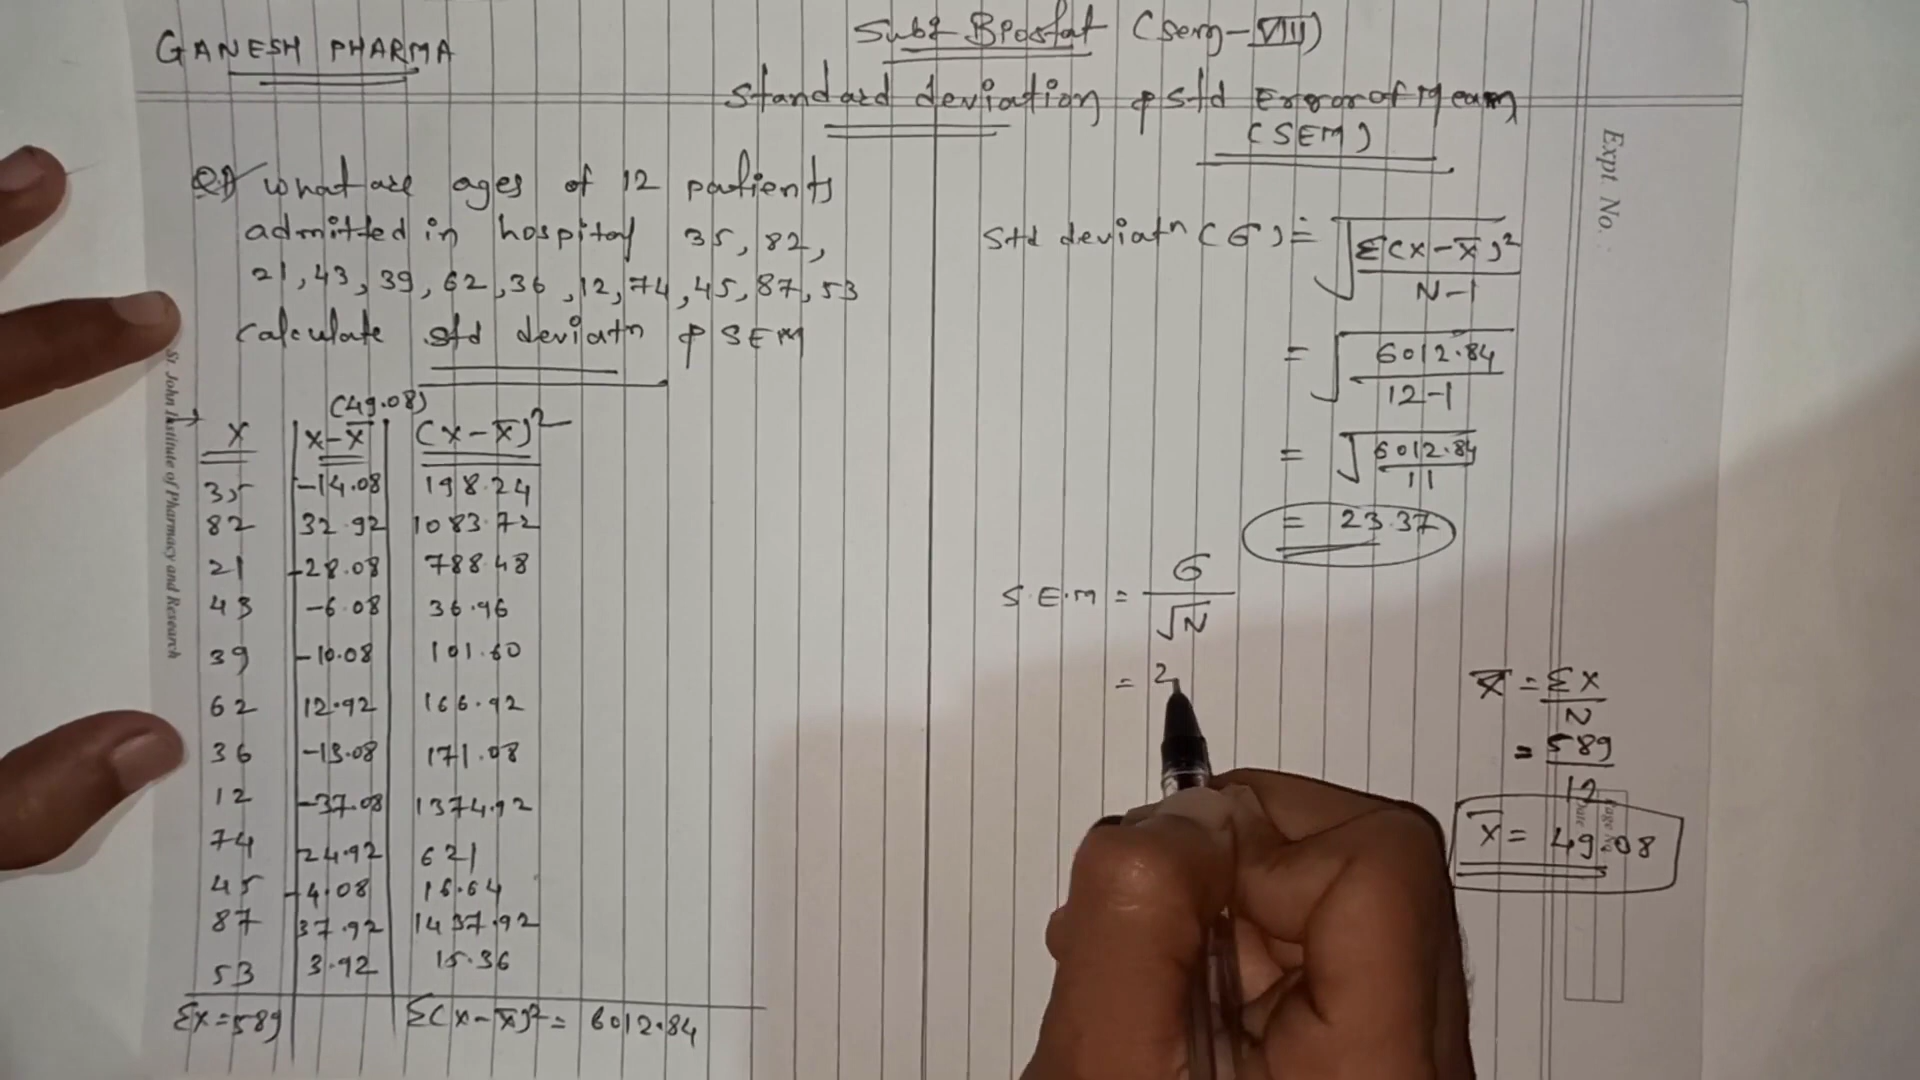 GANESH PHARMA
Sub: Biostat (Sem-VIII)
Standard deviation & Std Error of Mean
(SEM)
Q1) What are ages of 12 patients
admitted in hospital 35, 82,
21, 43, 39, 62, 36, 12, 74, 45, 87, 53
Calculate std deviatn & SEM
(49.08)
X | X-X̅ | (X-X̅)²
35 | -14.08 | 198.24
82 | 32.92 | 1083.72
21 | -28.08 | 788.48
43 | -6.08 | 36.96
39 | -10.08 | 101.60
62 | 12.92 | 166.92
36 | -13.08 | 171.08
12 | -37.08 | 1374.92
74 | 24.92 | 621
45 | -4.08 | 16.64
87 | 37.92 | 1437.92
53 | 3.92 | 15.36
Σx = 589 Σ(x-x̅)² = 6012.84
Std deviatn (σ) = √Σ(X-X̅)²
N-1
= √6012.84
12-1
= √6012.84
11
= 23.37
S.E.M = σ
√N
= 2
X̅ = Σx
N
= 589
12
X̅ = 49.08
Expt No. :
St. John Institute of Pharmacy and Research
Page No.
Date